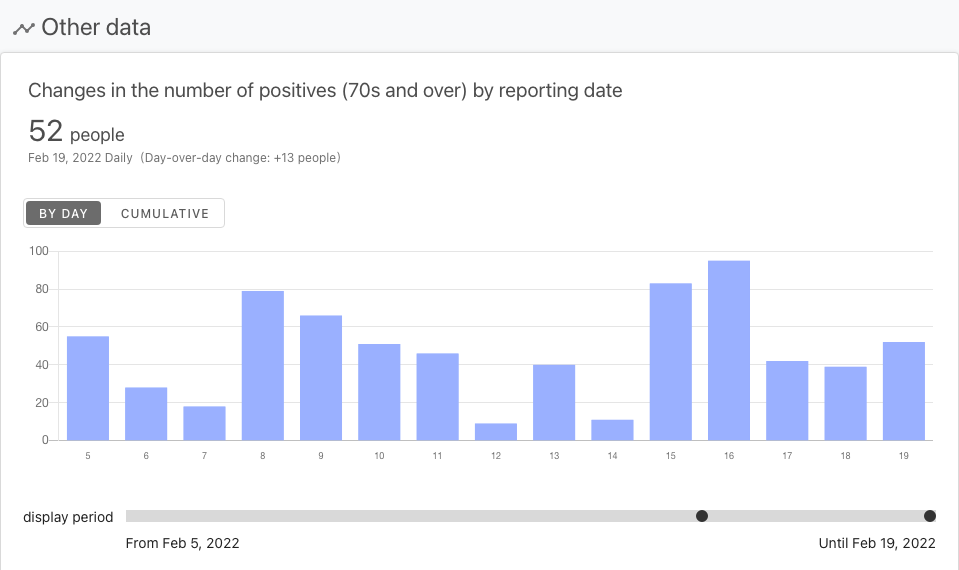 Other data
Changes in the number of positives (70s and over) by reporting date
52 people
Feb 19, 2022 Daily (Day-over-day change: +13 people)
BY DAY CUMULATIVE
100
80
60
40
20
0
5 6 7 8 9 10 11 12 13 14 15 16 17 18 19
display period
From Feb 5, 2022 Until Feb 19, 2022